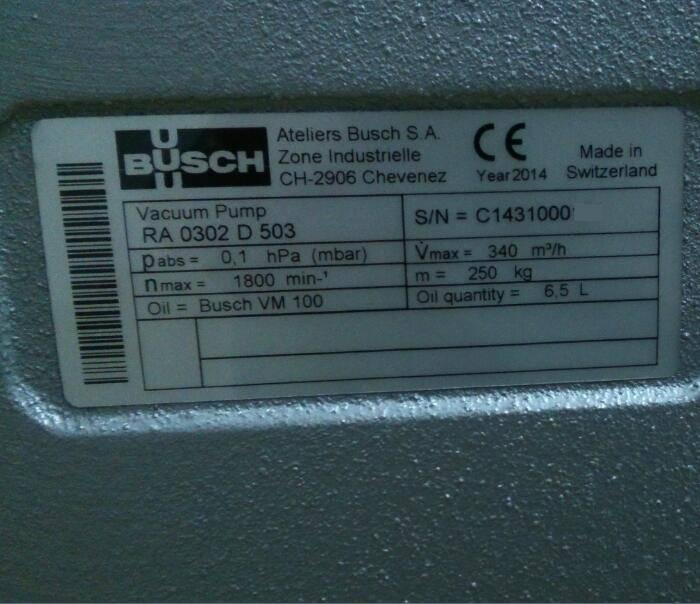 BUSCH
Ateliers Busch S.A.
Zone Industrielle
CH-2906 Chevenez
CE
Year 2014
Made in
Switzerland
Vacuum Pump
RA 0302 D 503
S/N = C1431000
pabs = 0,1 hPa (mbar)
V̇max = 340 m³/h
nmax = 1800 min-¹
m = 250 kg
Oil = Busch VM 100
Oil quantity = 6,5 L